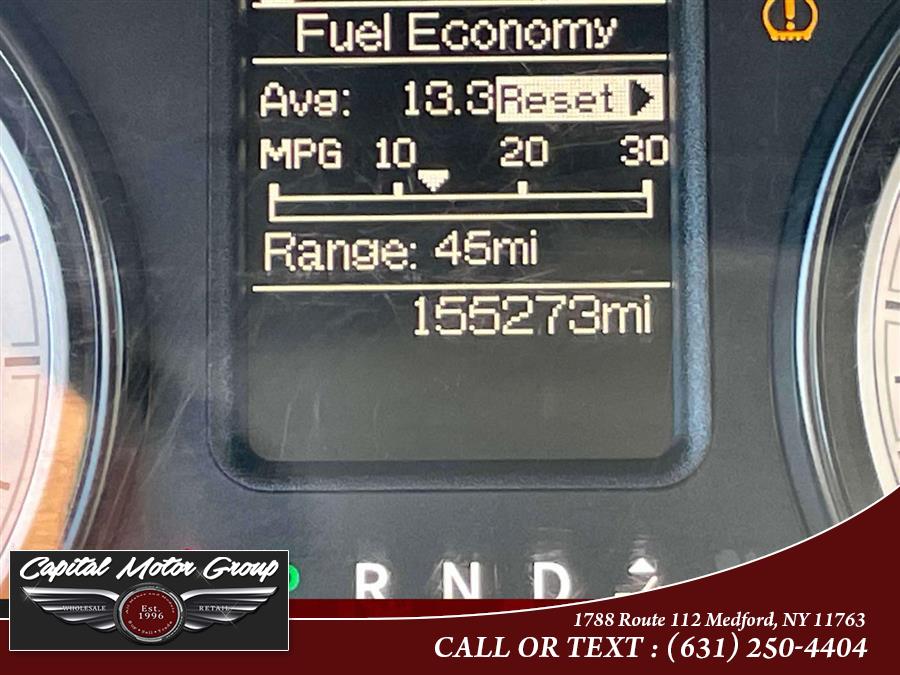 Fuel Economy
Avg: 13.3 Reset
MPG 10 20 30
Range: 45mi
155273mi
R N D
Capital Motor Group
WHOLESALE Est. 1996 RETAIL
1788 Route 112 Medford, NY 11763
CALL OR TEXT : (631) 250-4404